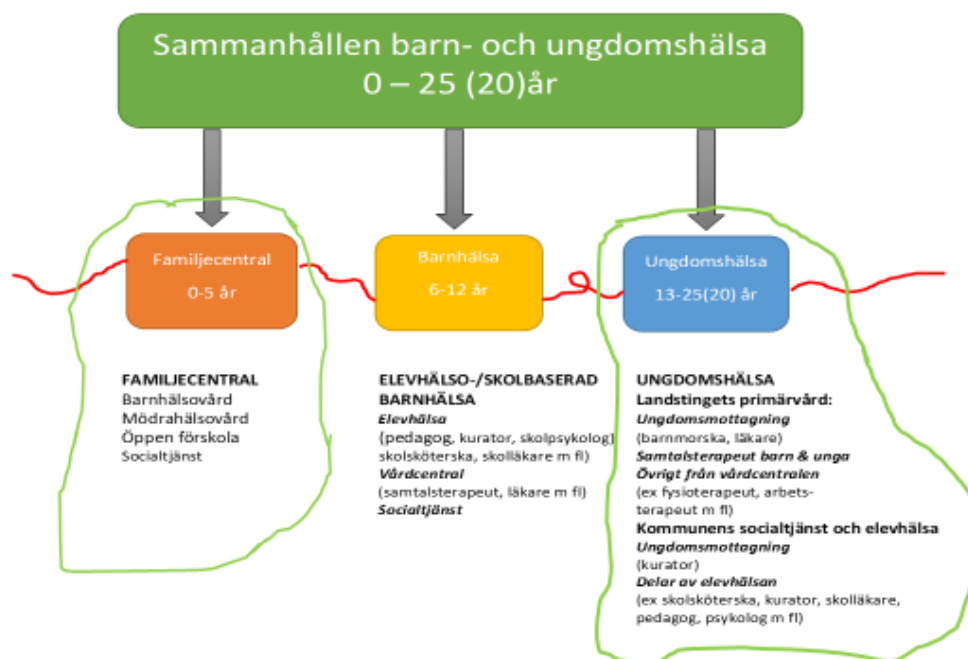 Sammanhållen barn- och ungdomshälsa
0 – 25 (20)år
Familjecentral
0-5 år
Barnhälsa
6-12 år
Ungdomshälsa
13-25(20) år
FAMILJECENTRAL
Barnhälsovård
Mödrahälsovård
Öppen förskola
Socialtjänst
ELEVHÄLSO-/SKOLBASERAD
BARNHÄLSA
Elevhälsa
(pedagog, kurator, skolpsykolog)
skolsköterska, skolläkare m fl)
Vårdcentral
(samtalsterapeut, läkare m fl)
Socialtjänst
UNGDOMSHÄLSA
Landstingets primärvård:
Ungdomsmottagning
(barnmorska, läkare)
Samtalsterapeut barn & unga
Övrigt från vårdcentralen
(ex fysioterapeut, arbets-
terapeut m fl)
Kommunens socialtjänst och elevhälsa
Ungdomsmottagning
(kurator)
Delar av elevhälsan
(ex skolsköterska, kurator, skolläkare,
pedagog, psykolog m fl)